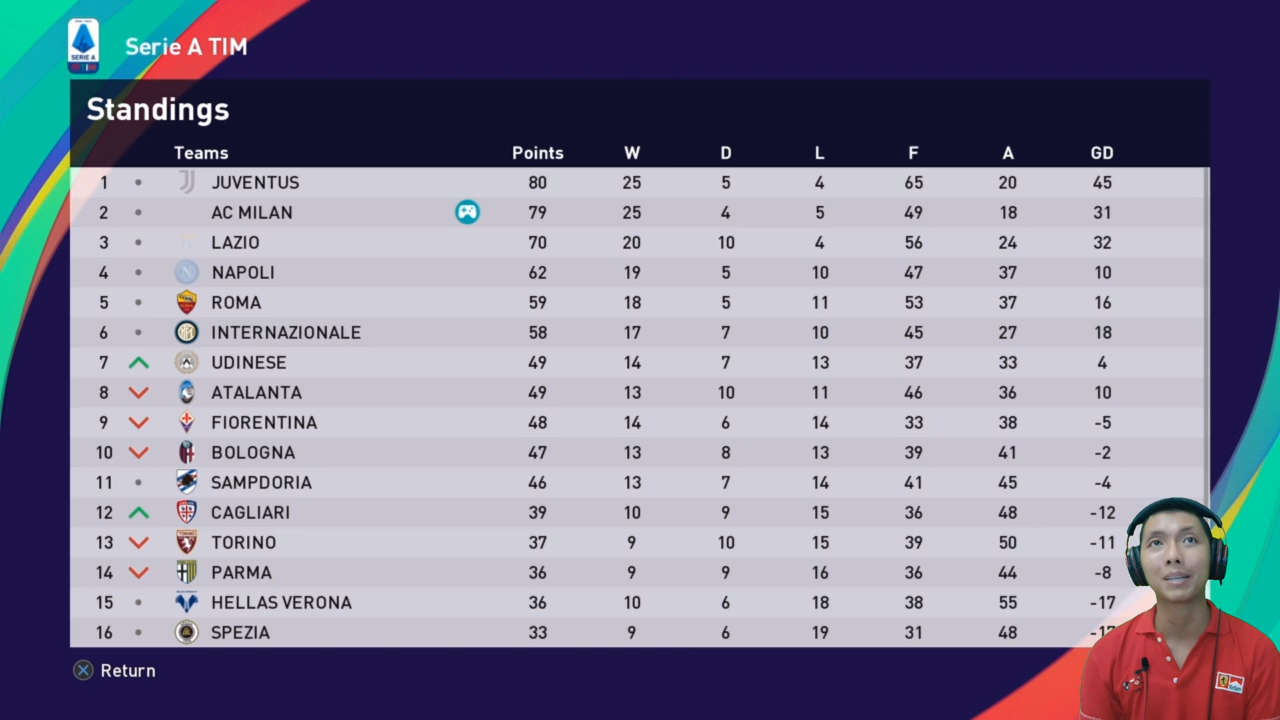 Serie A TIM
SERIE A
TIM
Standings
Teams Points W D L F A GD
1 JUVENTUS 80 25 5 4 65 20 45
2 AC MILAN 79 25 4 5 49 18 31
3 LAZIO 70 20 10 4 56 24 32
4 NAPOLI 62 19 5 10 47 37 10
5 ROMA 59 18 5 11 53 37 16
6 INTERNAZIONALE 58 17 7 10 45 27 18
7 UDINESE 49 14 7 13 37 33 4
8 ATALANTA 49 13 10 11 46 36 10
9 FIORENTINA 48 14 6 14 33 38 -5
10 BOLOGNA 47 13 8 13 39 41 -2
11 SAMPDORIA 46 13 7 14 41 45 -4
12 CAGLIARI 39 10 9 15 36 48 -12
13 TORINO 37 9 10 15 39 50 -11
14 PARMA 36 9 9 16 36 44 -8
15 HELLAS VERONA 36 10 6 18 38 55 -17
16 SPEZIA 33 9 6 19 31 48 -17
Return